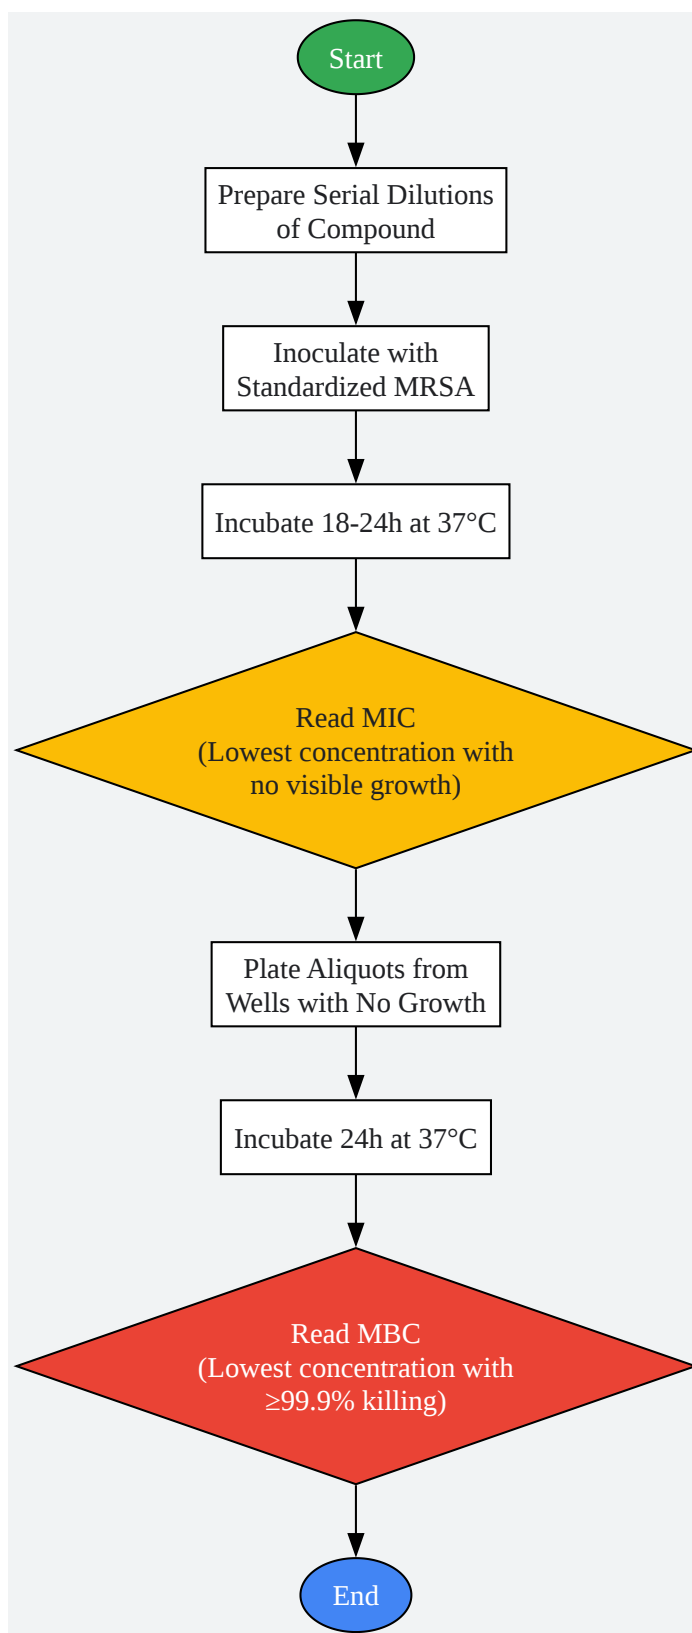 Start
Prepare Serial Dilutions
of Compound
Inoculate with
Standardized MRSA
Incubate 18-24h at 37°C
Read MIC
(Lowest concentration with
no visible growth)
Plate Aliquots from
Wells with No Growth
Incubate 24h at 37°C
Read MBC
(Lowest concentration with
≥99.9% killing)
End